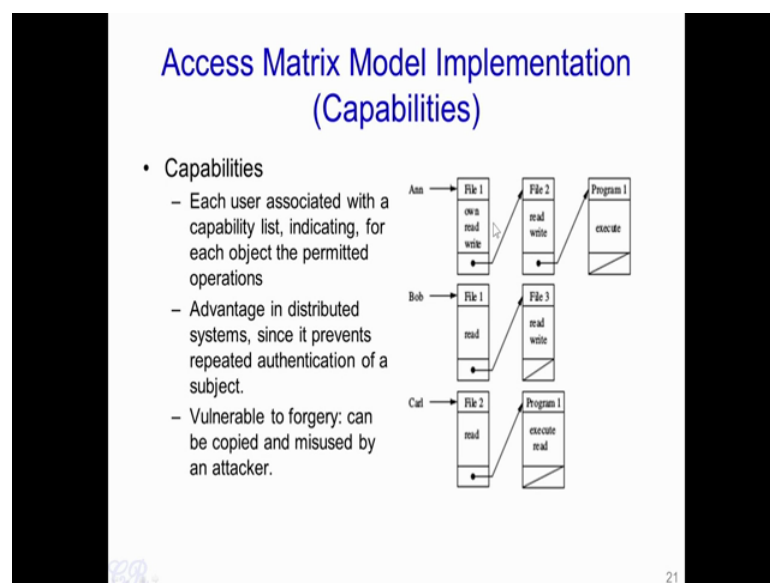 Access Matrix Model Implementation
(Capabilities)
• Capabilities
– Each user associated with a
capability list, indicating, for
each object the permitted
operations
– Advantage in distributed
systems, since it prevents
repeated authentication of a
subject.
– Vulnerable to forgery: can
be copied and misused by
an attacker.
Ann
File 1
own
read
write
File 2
read
write
Program 1
execute
Bob
File 1
read
File 3
read
write
Carl
File 2
read
Program 1
execute
read
21